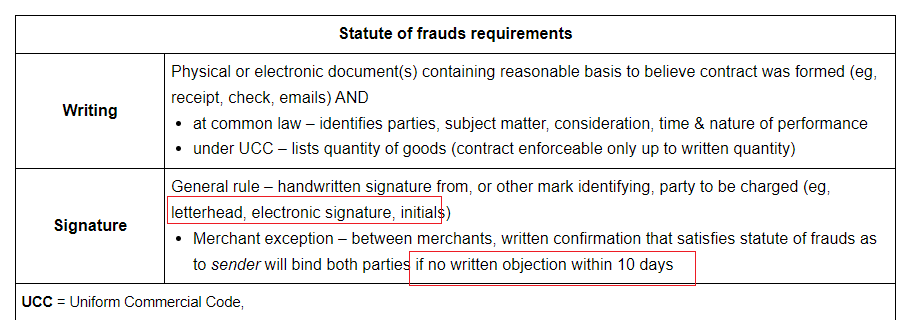 Statute of frauds requirements
Writing
Physical or electronic document(s) containing reasonable basis to believe contract was formed (eg,
receipt, check, emails) AND
• at common law – identifies parties, subject matter, consideration, time & nature of performance
• under UCC – lists quantity of goods (contract enforceable only up to written quantity)
Signature
General rule – handwritten signature from, or other mark identifying, party to be charged (eg,
letterhead, electronic signature, initials)
• Merchant exception – between merchants, written confirmation that satisfies statute of frauds as
to sender will bind both parties if no written objection within 10 days
UCC = Uniform Commercial Code,